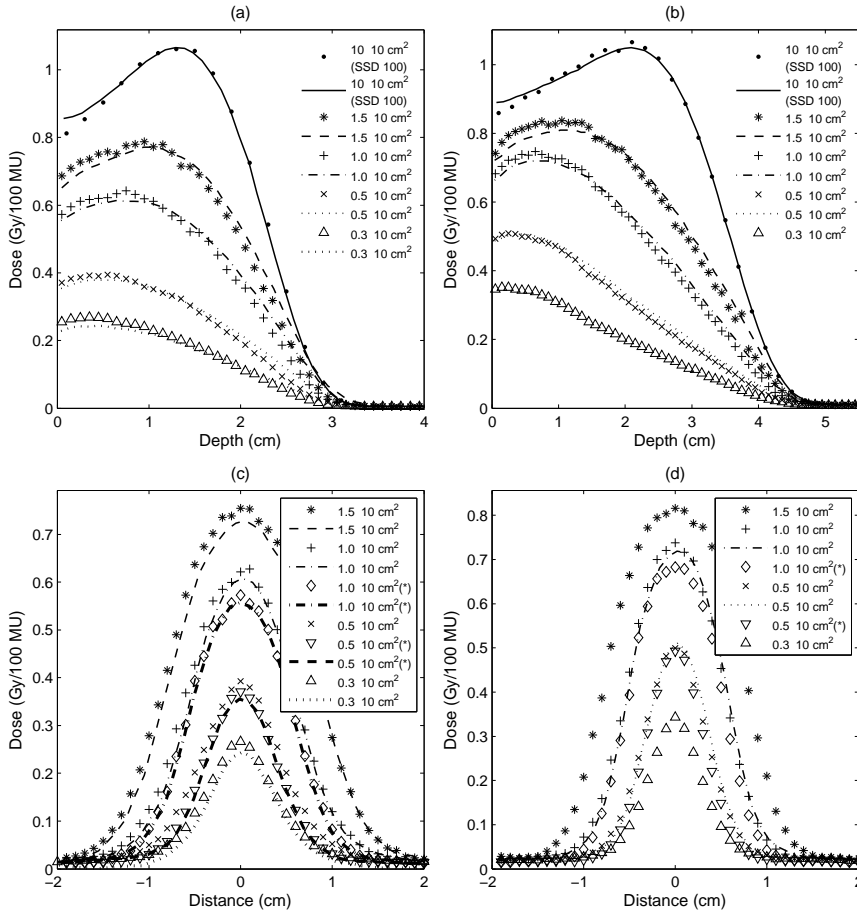 (a)
1
0.8
0.6
0.4
0.2
0
Dose (Gy/100 MU)
0
1
2
3
4
Depth (cm)
10 10 cm²
(SSD 100)
10 10 cm²
(SSD 100)
1.5 10 cm²
1.5 10 cm²
1.0 10 cm²
1.0 10 cm²
0.5 10 cm²
0.5 10 cm²
0.3 10 cm²
0.3 10 cm²
(b)
1
0.8
0.6
0.4
0.2
0
Dose (Gy/100 MU)
0
1
2
3
4
5
Depth (cm)
10 10 cm²
(SSD 100)
10 10 cm²
(SSD 100)
1.5 10 cm²
1.5 10 cm²
1.0 10 cm²
1.0 10 cm²
0.5 10 cm²
0.5 10 cm²
0.3 10 cm²
(c)
0.7
0.6
0.5
0.4
0.3
0.2
0.1
0
Dose (Gy/100 MU)
−2
−1
0
1
2
Distance (cm)
1.5 10 cm²
1.5 10 cm²
1.0 10 cm²
1.0 10 cm²
1.0 10 cm²(*)
1.0 10 cm²(*)
0.5 10 cm²
0.5 10 cm²(*)
0.5 10 cm²(*)
0.3 10 cm²
0.3 10 cm²
(d)
0.8
0.7
0.6
0.5
0.4
0.3
0.2
0.1
0
Dose (Gy/100 MU)
−2
−1
0
1
2
Distance (cm)
1.5 10 cm²
1.0 10 cm²
1.0 10 cm²
1.0 10 cm²(*)
0.5 10 cm²
0.5 10 cm²
0.5 10 cm²(*)
0.3 10 cm²